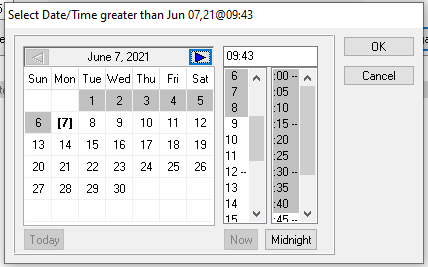 Select Date/Time greater than Jun 07,21@09:43
June 7, 2021
09:43
OK
Cancel
Sun Mon Tue Wed Thu Fri Sat
1 2 3 4 5
6 [7] 8 9 10 11 12
13 14 15 16 17 18 19
20 21 22 23 24 25 26
27 28 29 30
6
7
8
9
10
11
12 --
13
14
15
:00 --
:05
:10
:15 --
:20
:25
:30 --
:35
:40
:45 --
Today
Now
Midnight